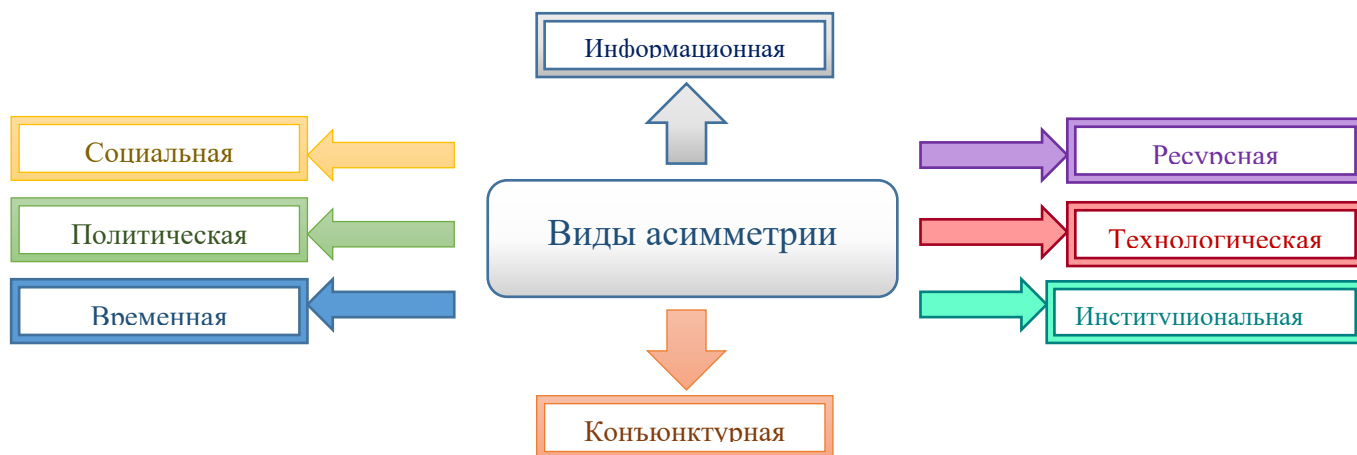 Информационная
Социальная
Ресурсная
Политическая
Виды асимметрии
Технологическая
Временная
Институциональная
Конъюнктурная